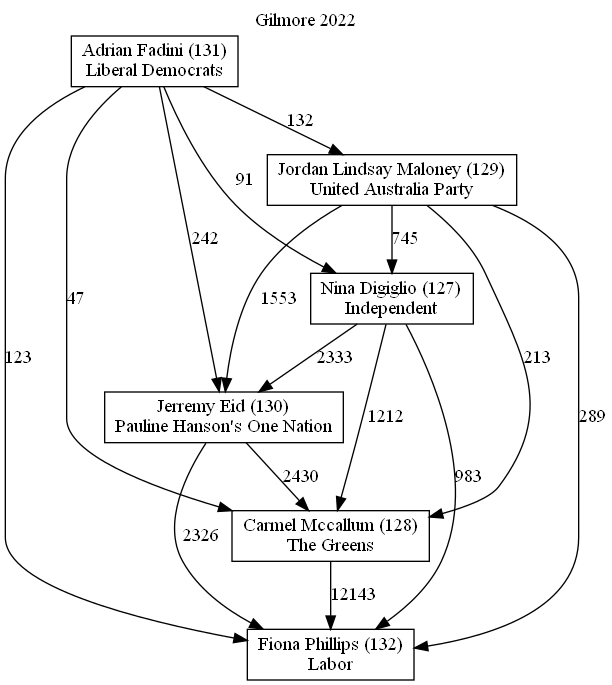 Gilmore 2022
Adrian Fadini (131)
Liberal Democrats
132
Jordan Lindsay Maloney (129)
United Australia Party
91
242
745
Nina Digiglio (127)
Independent
47
1553
123
2333
213
Jerremy Eid (130)
Pauline Hanson's One Nation
1212
289
2430
983
2326
Carmel Mccallum (128)
The Greens
12143
Fiona Phillips (132)
Labor